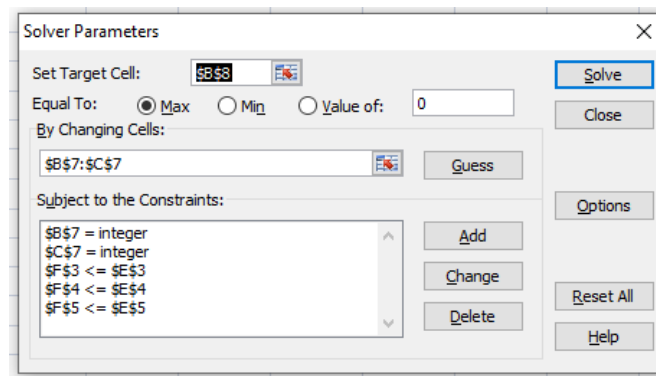 Solver Parameters
Set Target Cell: $B$8
Solve
Equal To: Max Min Value of: 0
Close
By Changing Cells:
$B$7:$C$7
Guess
Subject to the Constraints:
Options
$B$7 = integer
$C$7 = integer
$F$3 <= $E$3
$F$4 <= $E$4
$F$5 <= $E$5
Add
Change
Delete
Reset All
Help